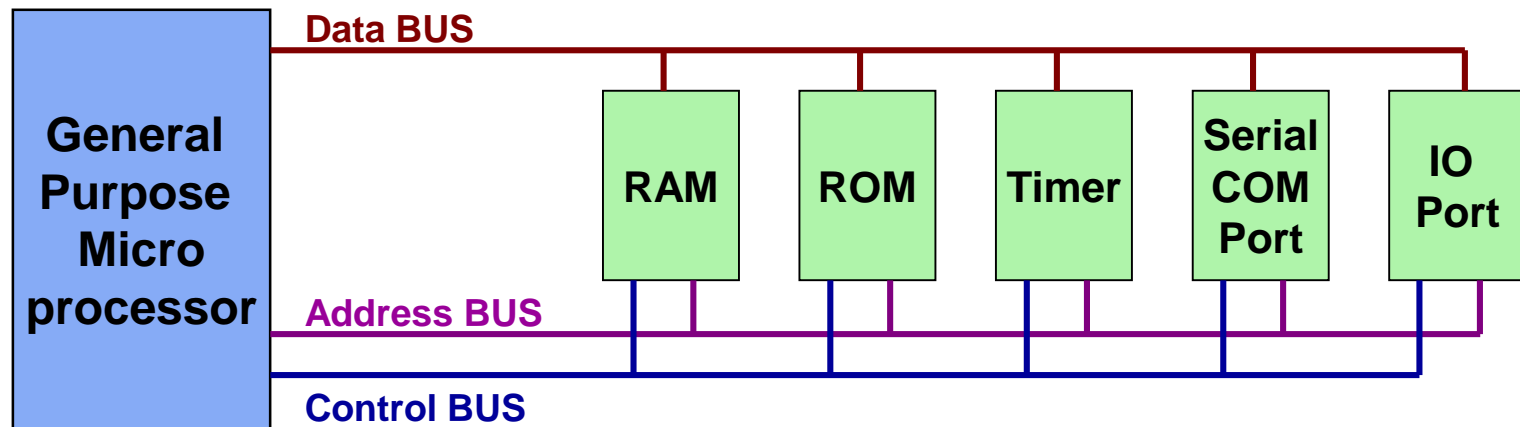 Data BUS
General
Purpose
Micro
processor
RAM
ROM
Timer
Serial
COM
Port
IO
Port
Address BUS
Control BUS